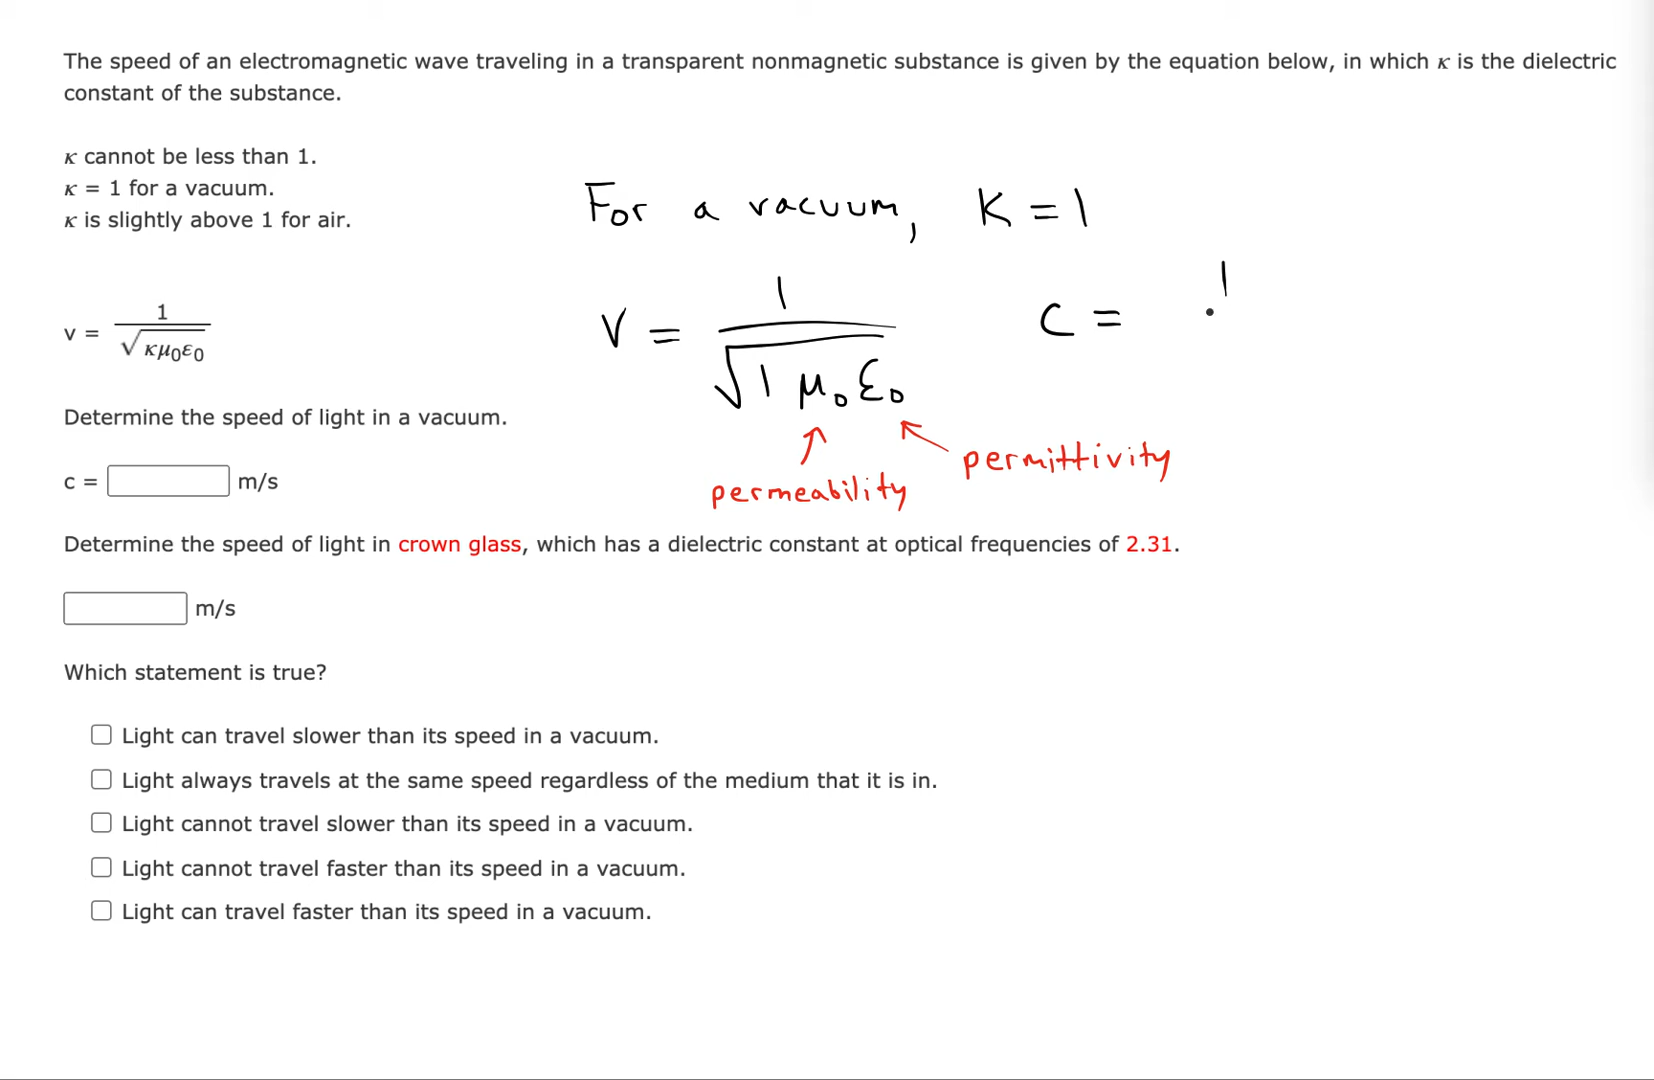 The speed of an electromagnetic wave traveling in a transparent nonmagnetic substance is given by the equation below, in which κ is the dielectric
constant of the substance.
κ cannot be less than 1.
κ = 1 for a vacuum.
κ is slightly above 1 for air.
For a vacuum, K = 1
v = 1 / √(κμ₀ε₀)
V = 1 / √(1 μ₀ε₀)
c = 1
Determine the speed of light in a vacuum.
permeability
permittivity
c = m/s
Determine the speed of light in crown glass, which has a dielectric constant at optical frequencies of 2.31.
m/s
Which statement is true?
Light can travel slower than its speed in a vacuum.
Light always travels at the same speed regardless of the medium that it is in.
Light cannot travel slower than its speed in a vacuum.
Light cannot travel faster than its speed in a vacuum.
Light can travel faster than its speed in a vacuum.